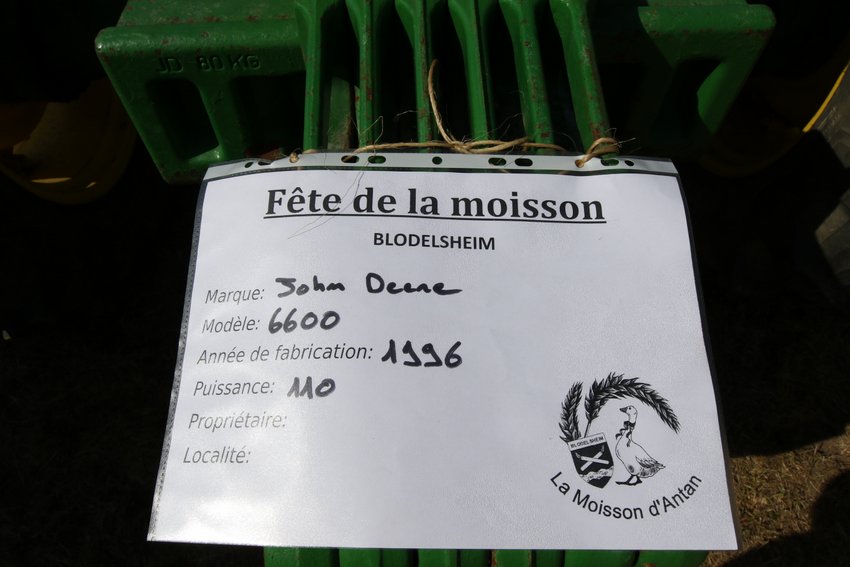 JD 80 KG
Fête de la moisson
BLODELSHEIM
Marque: John Deere
Modèle: 6600
Année de fabrication: 1996
Puissance: 110
Propriétaire:
Localité:
BLODELSHEIM
La Moisson d'Antan